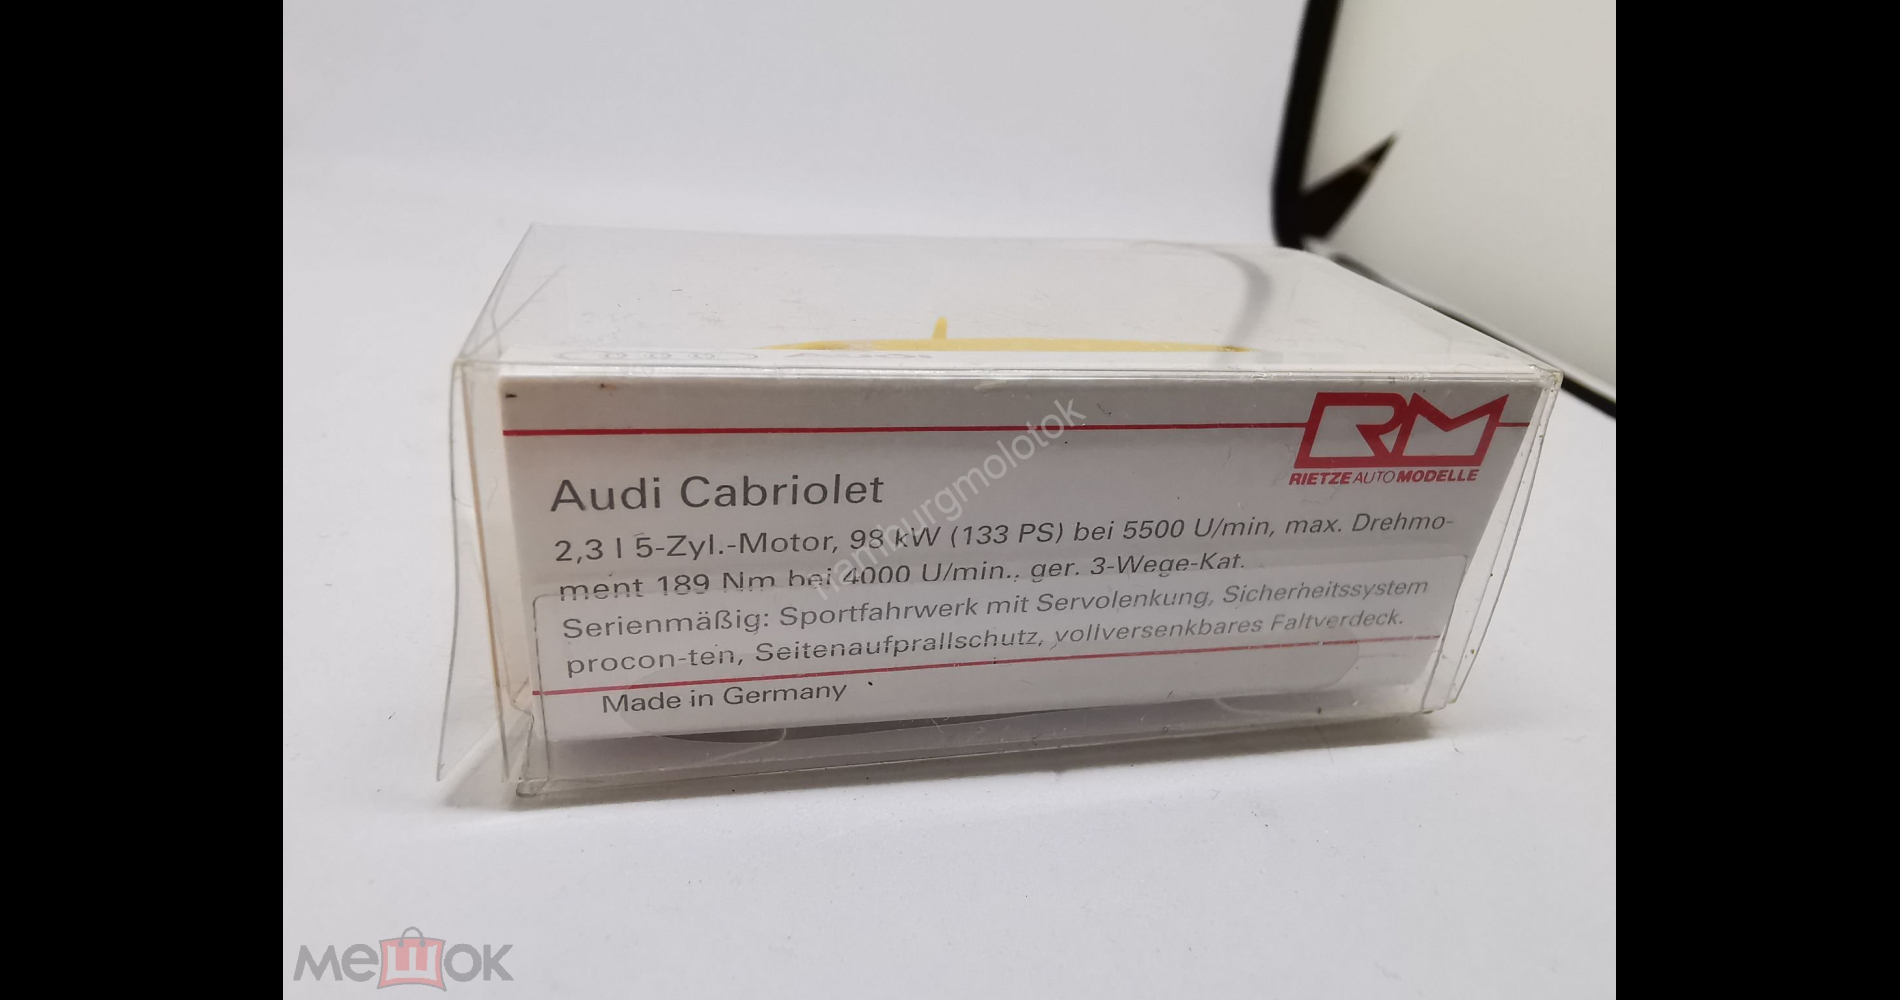 Audi
RM
RIETZE AUTO MODELLE
Audi Cabriolet
2,3 l 5-Zyl.-Motor, 98 kW (133 PS) bei 5500 U/min, max. Drehmo-
ment 189 Nm bei 4000 U/min., ger. 3-Wege-Kat.
Serienmäßig: Sportfahrwerk mit Servolenkung, Sicherheitssystem
procon-ten, Seitenaufprallschutz, vollversenkbares Faltverdeck.
Made in Germany
hemburgmolotok
мешок